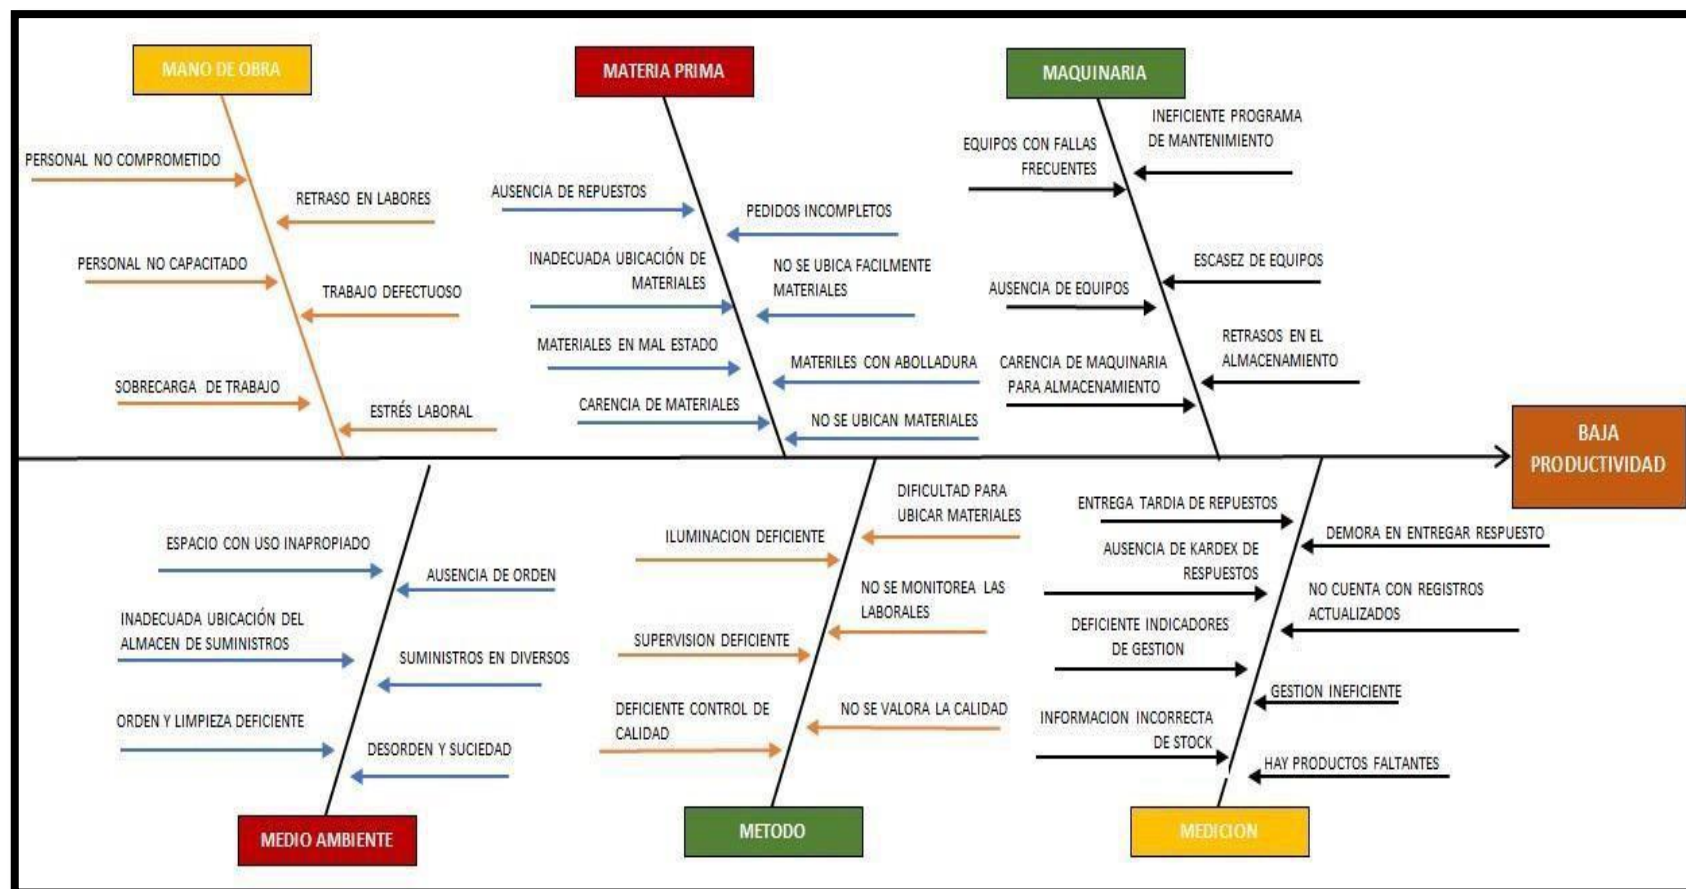 MANO DE OBRA
MATERIA PRIMA
MAQUINARIA
PERSONAL NO COMPROMETIDO
RETRASO EN LABORES
PERSONAL NO CAPACITADO
TRABAJO DEFECTUOSO
SOBRECARGA DE TRABAJO
ESTRÉS LABORAL
AUSENCIA DE REPUESTOS
PEDIDOS INCOMPLETOS
INADECUADA UBICACIÓN DE
MATERIALES
NO SE UBICA FACILMENTE
MATERIALES
MATERIALES EN MAL ESTADO
MATERILES CON ABOLLADURA
CARENCIA DE MATERIALES
NO SE UBICAN MATERIALES
EQUIPOS CON FALLAS
FRECUENTES
INEFICIENTE PROGRAMA
DE MANTENIMIENTO
AUSENCIA DE EQUIPOS
ESCASEZ DE EQUIPOS
CARENCIA DE MAQUINARIA
PARA ALMACENAMIENTO
RETRASOS EN EL
ALMACENAMIENTO
BAJA
PRODUCTIVIDAD
ESPACIO CON USO INAPROPIADO
AUSENCIA DE ORDEN
INADECUADA UBICACIÓN DEL
ALMACEN DE SUMINISTROS
SUMINISTROS EN DIVERSOS
ORDEN Y LIMPIEZA DEFICIENTE
DESORDEN Y SUCIEDAD
ILUMINACION DEFICIENTE
DIFICULTAD PARA
UBICAR MATERIALES
SUPERVISION DEFICIENTE
NO SE MONITOREA LAS
LABORALES
DEFICIENTE CONTROL DE
CALIDAD
NO SE VALORA LA CALIDAD
ENTREGA TARDIA DE REPUESTOS
DEMORA EN ENTREGAR RESPUESTO
AUSENCIA DE KARDEX DE
RESPUESTOS
NO CUENTA CON REGISTROS
ACTUALIZADOS
DEFICIENTE INDICADORES
DE GESTION
GESTION INEFICIENTE
INFORMACION INCORRECTA
DE STOCK
HAY PRODUCTOS FALTANTES
MEDIO AMBIENTE
METODO
MEDICION